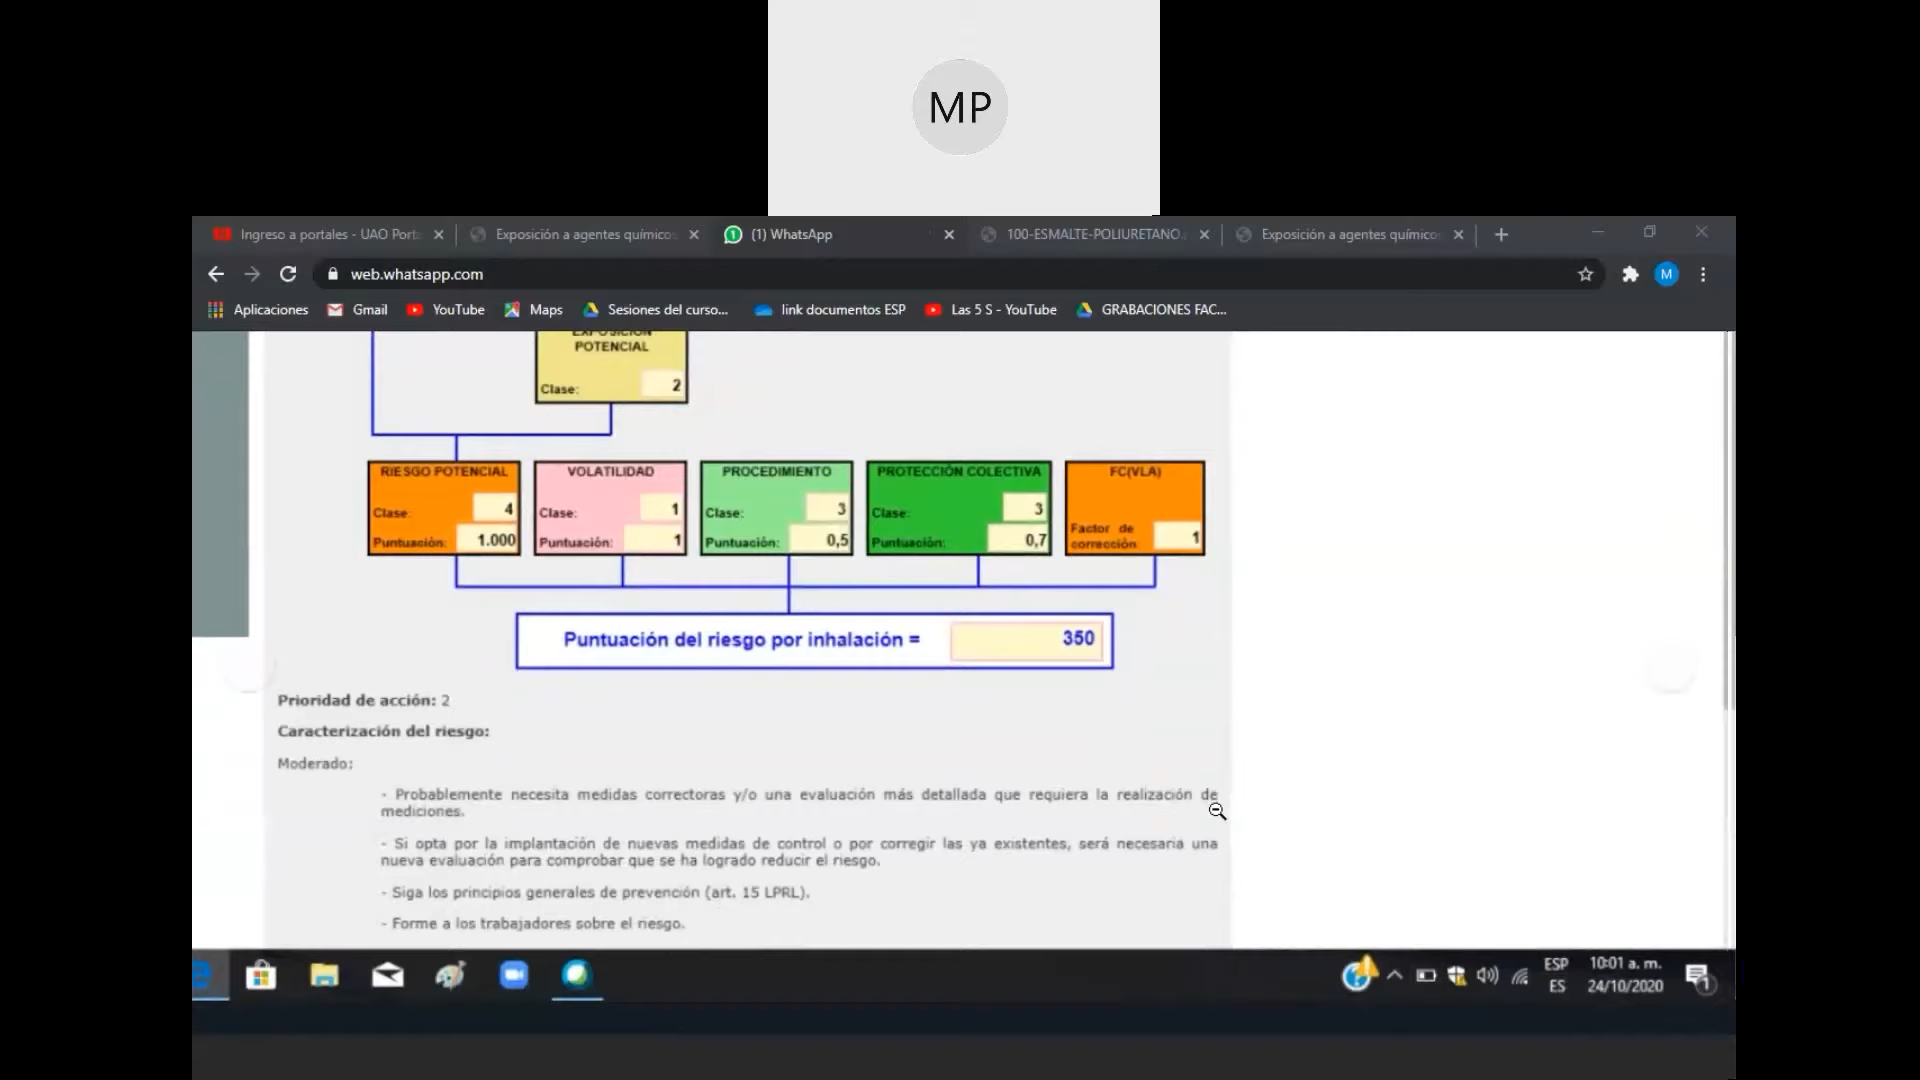 MP
Ingreso a portales - UAO Porta
Exposición a agentes químicos
(1) WhatsApp
100-ESMALTE-POLIURETANO.
Exposición a agentes químicos
web.whatsapp.com
M
Aplicaciones
Gmail
YouTube
Maps
Sesiones del curso...
link documentos ESP
Las 5 S - YouTube
GRABACIONES FAC...
EXPOSICIÓN
POTENCIAL
Clase: 2
RIESGO POTENCIAL
Clase: 4
Puntuación: 1.000
VOLATILIDAD
Clase: 1
Puntuación: 1
PROCEDIMIENTO
Clase: 3
Puntuación: 0,5
PROTECCIÓN COLECTIVA
Clase: 3
Puntuación: 0,7
FC(VLA)
Factor de
corrección: 1
Puntuación del riesgo por inhalación = 350
Prioridad de acción: 2
Caracterización del riesgo:
Moderado:
- Probablemente necesita medidas correctoras y/o una evaluación más detallada que requiera la realización de
mediciones.
- Si opta por la implantación de nuevas medidas de control o por corregir las ya existentes, será necesaria una
nueva evaluación para comprobar que se ha logrado reducir el riesgo.
- Siga los principios generales de prevención (art. 15 LPRL).
- Forme a los trabajadores sobre el riesgo.
ESP
ES
10:01 a. m.
24/10/2020
1